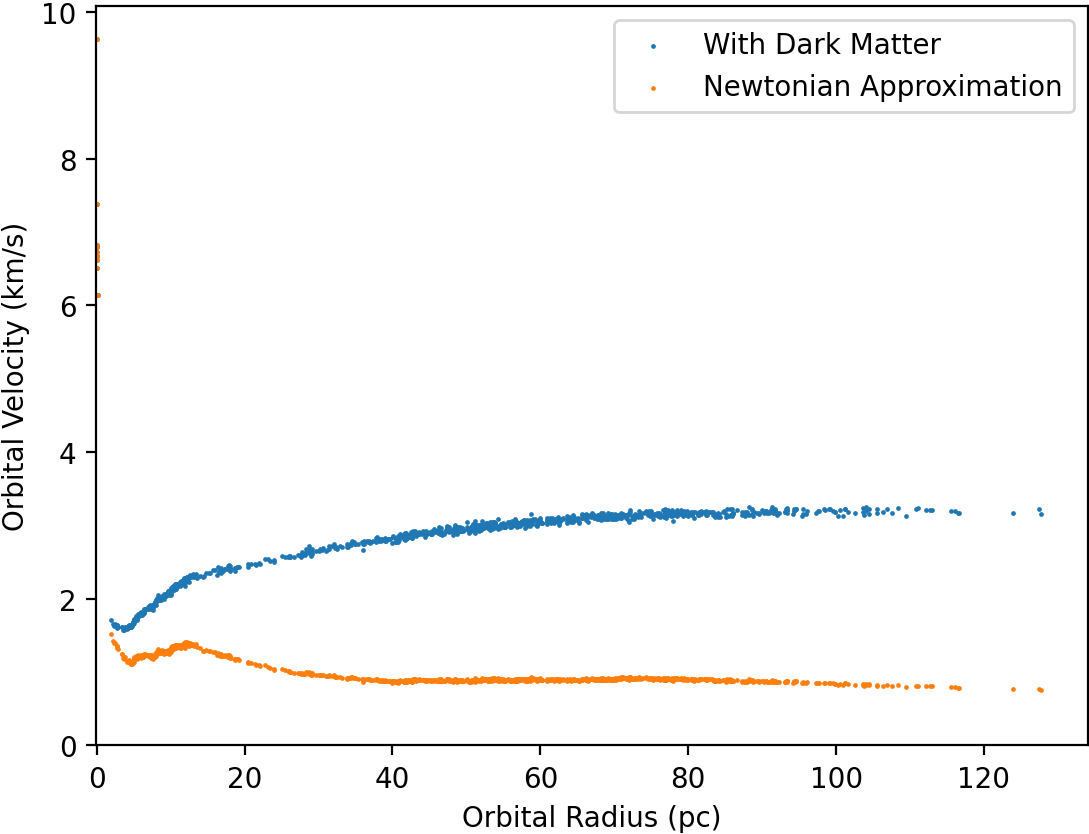 10
8
6
4
2
0
Orbital Velocity (km/s)
With Dark Matter
Newtonian Approximation
0 20 40 60 80 100 120
Orbital Radius (pc)